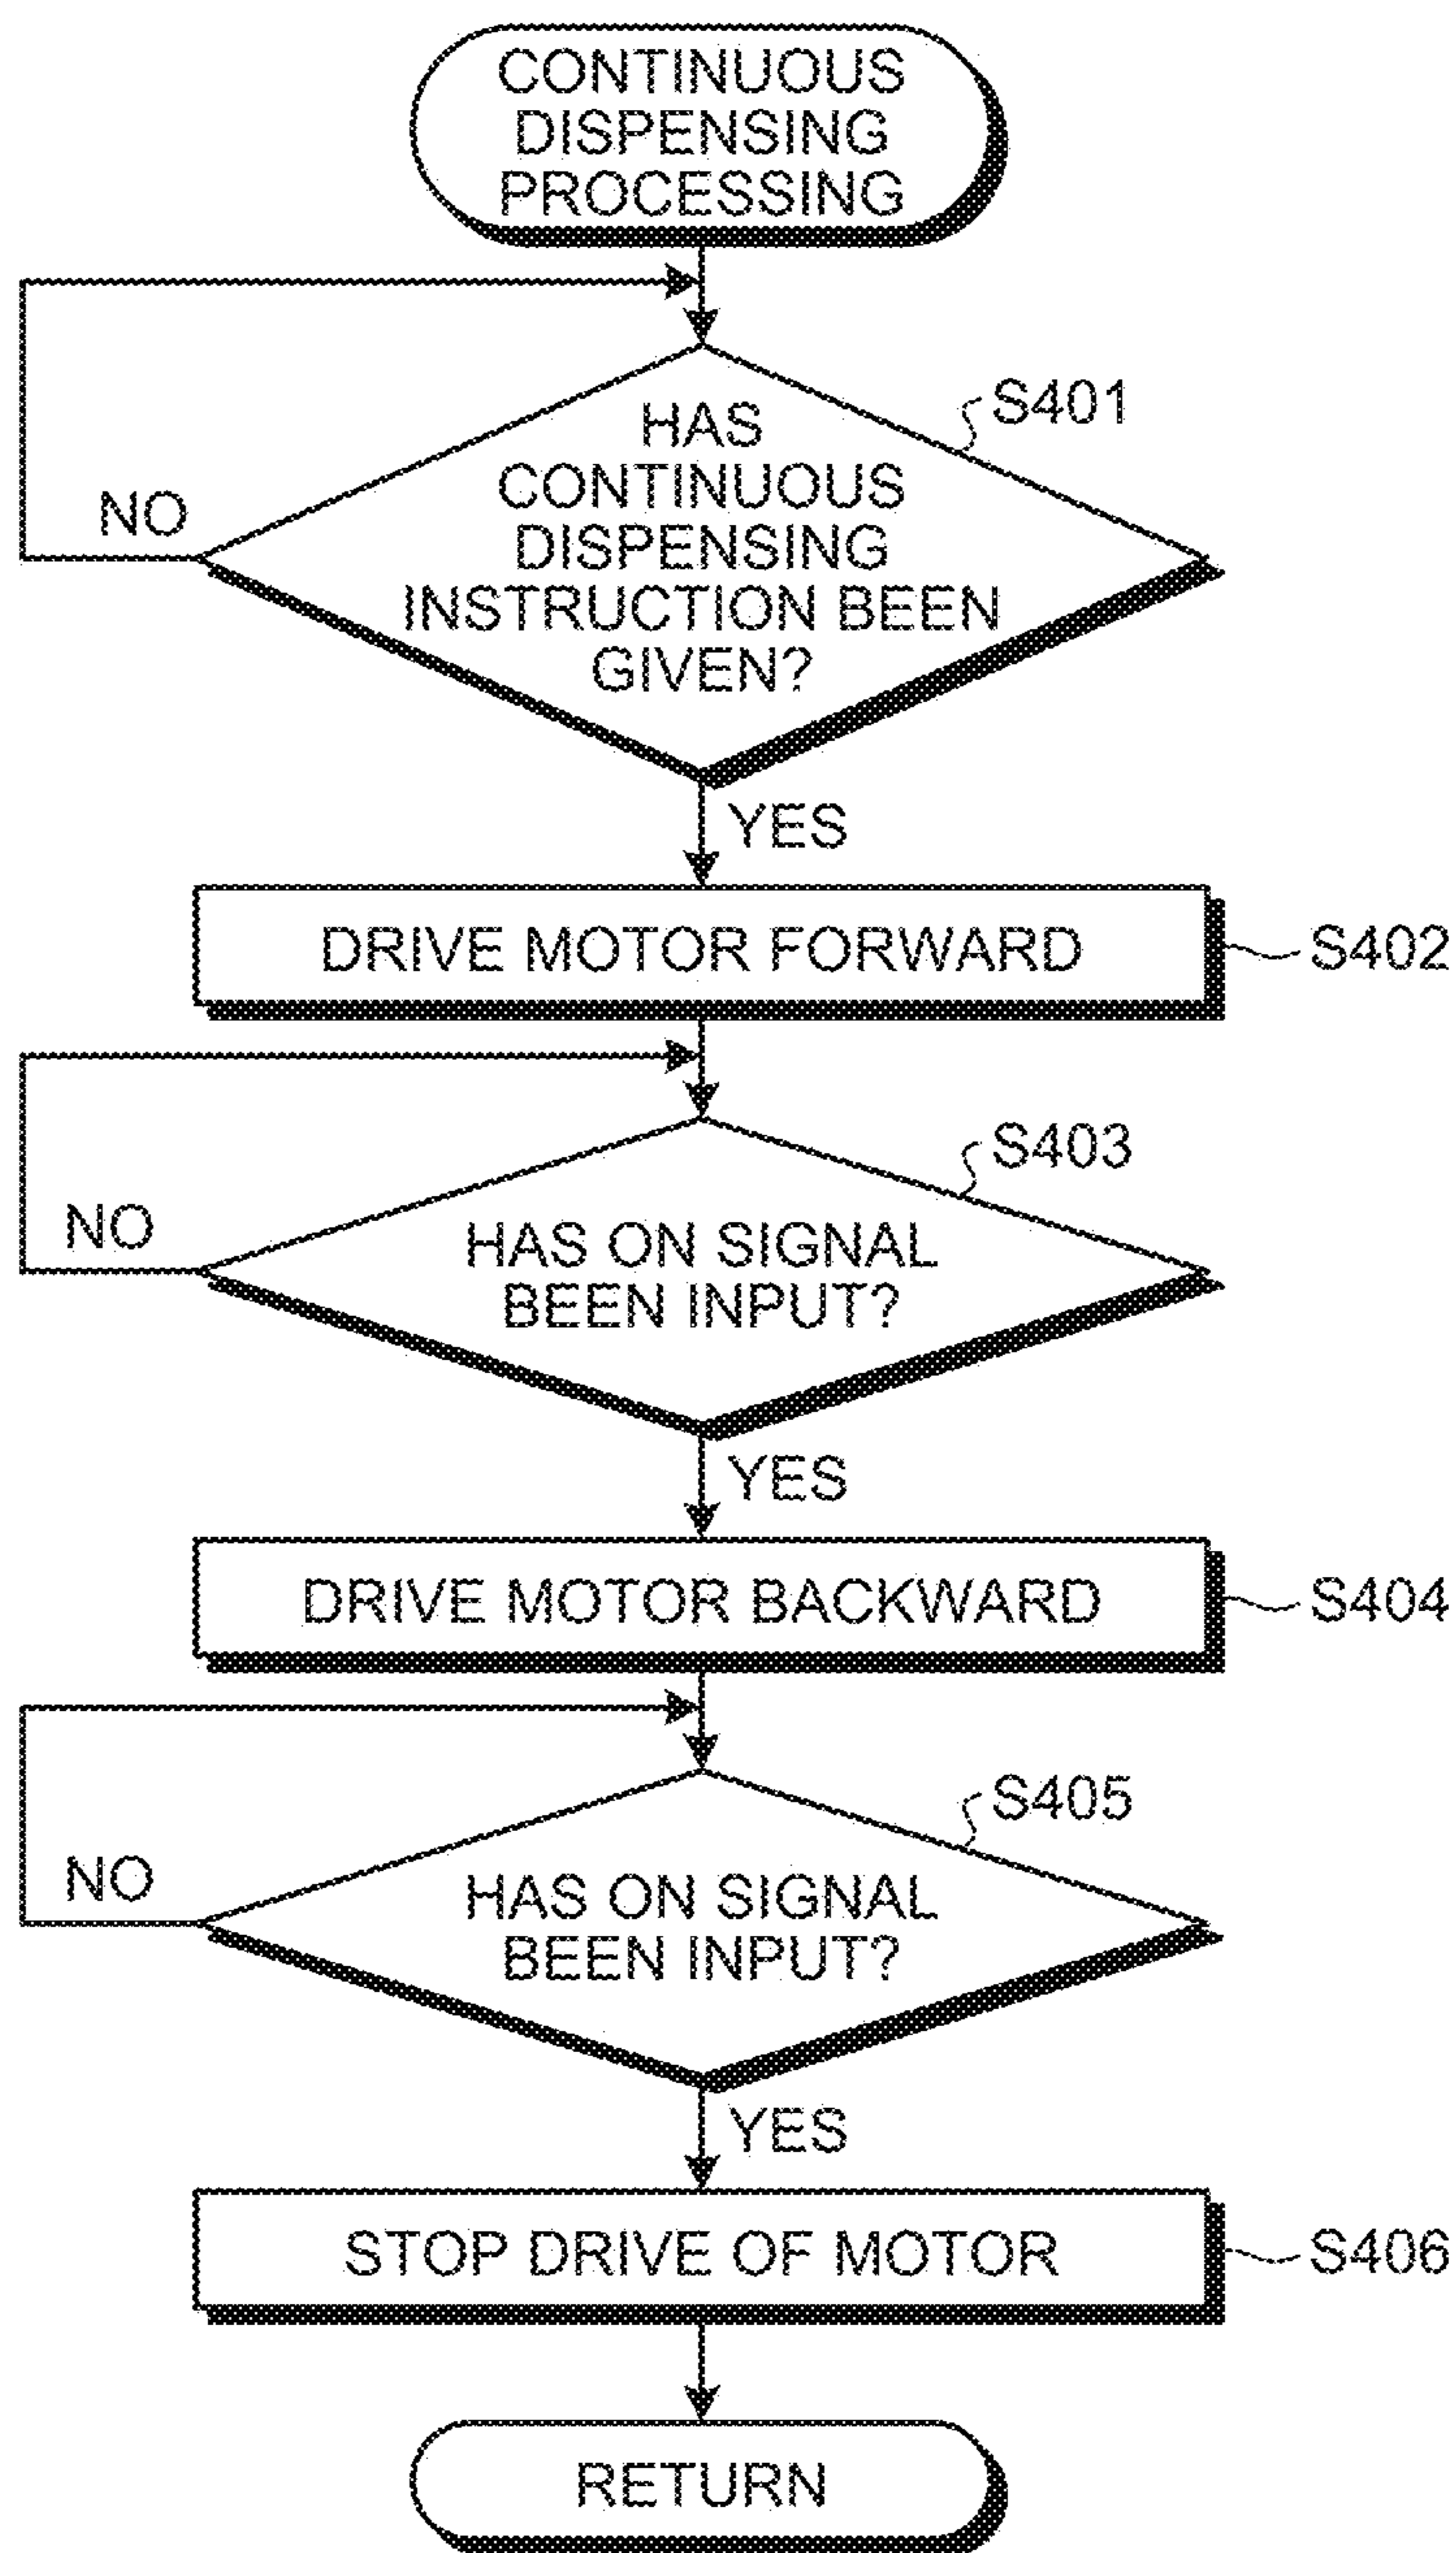 CONTINUOUS
DISPENSING
PROCESSING
S401
HAS
CONTINUOUS
DISPENSING
INSTRUCTION BEEN
GIVEN?
NO
YES
DRIVE MOTOR FORWARD
S402
S403
HAS ON SIGNAL
BEEN INPUT?
NO
YES
DRIVE MOTOR BACKWARD
S404
S405
HAS ON SIGNAL
BEEN INPUT?
NO
YES
STOP DRIVE OF MOTOR
S406
RETURN